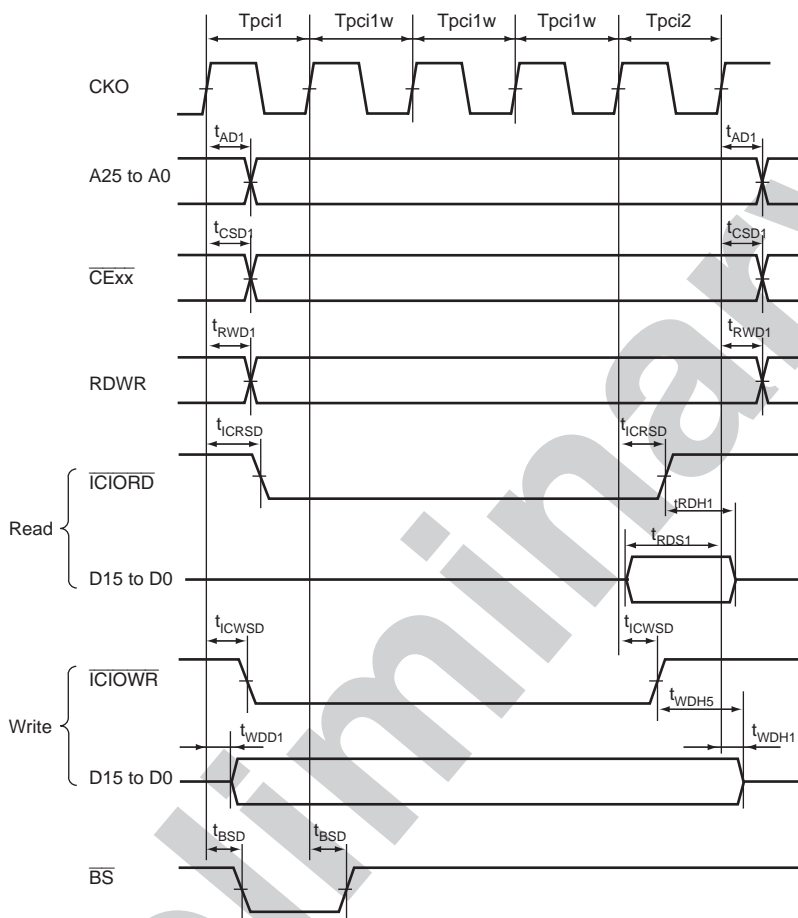 Tpci1 Tpci1w Tpci1w Tpci1w Tpci2
CKO
tAD1 tAD1
A25 to A0
tCSD1 tCSD1
CExx
tRWD1 tRWD1
RDWR
tICRSD tICRSD
ICIORD
tRDH1
Read
tRDS1
D15 to D0
tICWSD tICWSD
ICIOWR
tWDH5
Write
tWDD1 tWDH1
D15 to D0
tBSD tBSD
BS